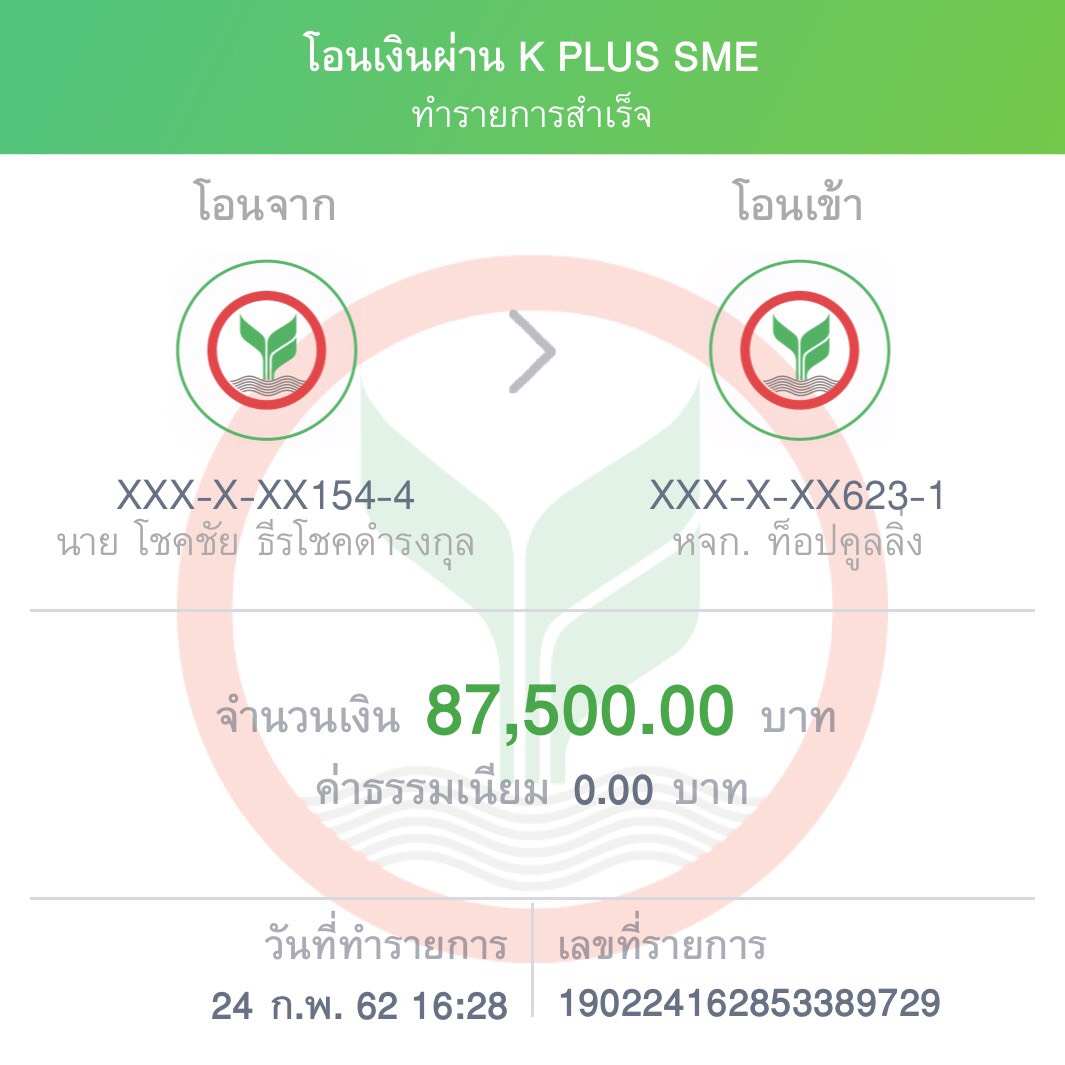 โอนเงินผ่าน K PLUS SME
ทำรายการสำเร็จ
โอนจาก
โอนเข้า
XXX-X-XX154-4
XXX-X-XX623-1
นาย โชคชัย ธีรโชคดำรงกุล
หจก. ท็อปคูลลิ่ง
จำนวนเงิน 87,500.00 บาท
ค่าธรรมเนียม 0.00 บาท
วันที่ทำรายการ
เลขที่รายการ
24 ก.พ. 62 16:28
190224162853389729